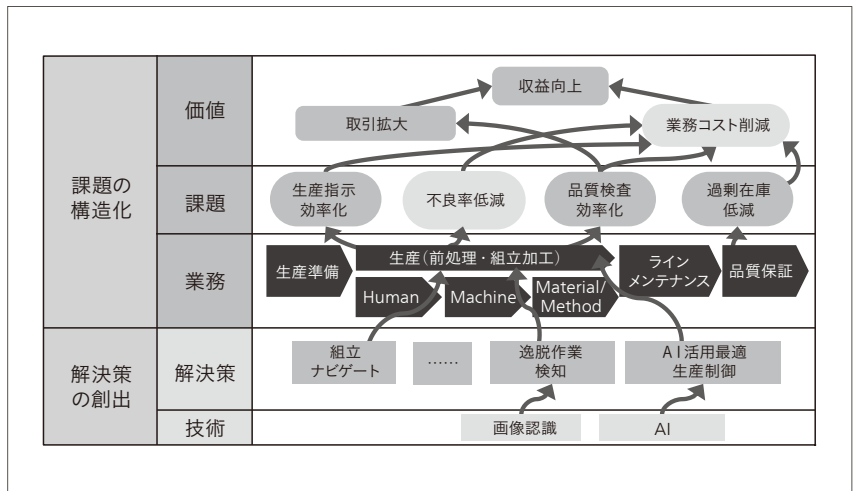 課題の
構造化
価値
収益向上
取引拡大
業務コスト削減
課題
生産指示
効率化
不良率低減
品質検査
効率化
過剰在庫
低減
業務
生産準備
生産（前処理・組立加工）
Human
Machine
Material/
Method
ライン
メンテナンス
品質保証
解決策
の創出
解決策
組立
ナビゲート
……
逸脱作業
検知
AI活用最適
生産制御
技術
画像認識
AI